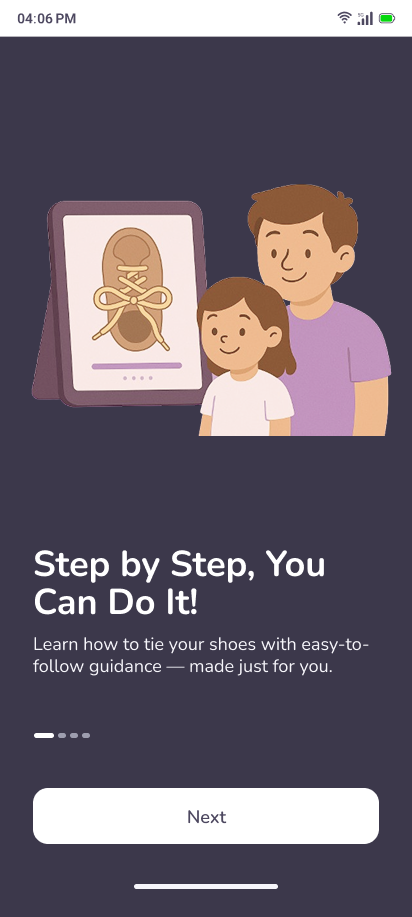 04:06 PM
Step by Step, You
Can Do It!
Learn how to tie your shoes with easy-to-
follow guidance — made just for you.
Next